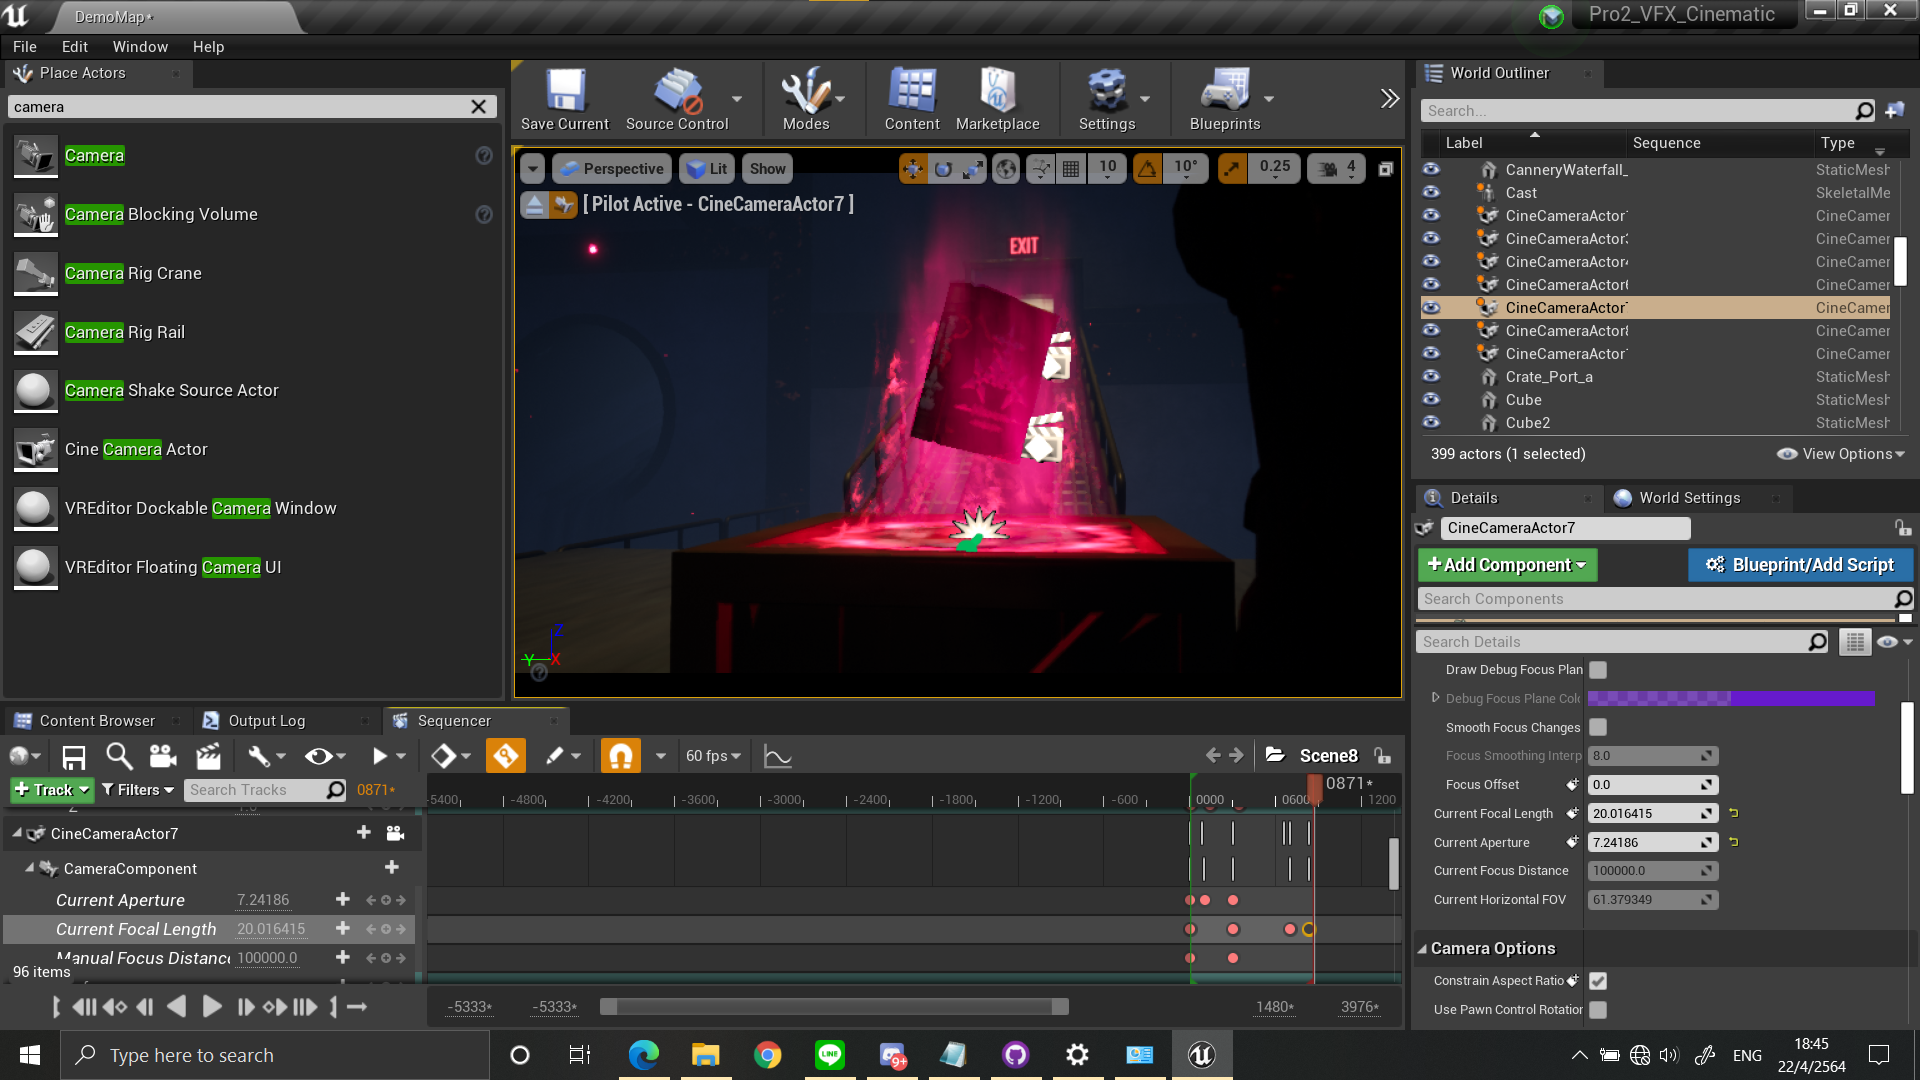 DemoMap*
Pro2_VFX_Cinematic
File Edit Window Help
Place Actors
camera
Camera
Camera Blocking Volume
Camera Rig Crane
Camera Rig Rail
Camera Shake Source Actor
Cine Camera Actor
VREditor Dockable Camera Window
VREditor Floating Camera UI
Save Current Source Control Modes Content Marketplace Settings Blueprints
Perspective Lit Show 10 10° 0.25 4
[ Pilot Active - CineCameraActor7 ]
EXIT
Z
Y X
World Outliner
Search...
Label Sequence Type
CanneryWaterfall_ StaticMesh
Cast SkeletalMe
CineCameraActor CineCamer
CineCameraActor3 CineCamer
CineCameraActor4 CineCamer
CineCameraActor6 CineCamer
CineCameraActor7 CineCamer
CineCameraActor8 CineCamer
CineCameraActor CineCamer
Crate_Port_a StaticMesh
Cube StaticMesh
Cube2 StaticMesh
399 actors (1 selected) View Options
Details World Settings
CineCameraActor7
+Add Component Blueprint/Add Script
Search Components
Search Details
Draw Debug Focus Plan
Debug Focus Plane Colo
Smooth Focus Changes
Focus Smoothing Interp 8.0
Focus Offset 0.0
Current Focal Length 20.016415
Current Aperture 7.24186
Current Focus Distance 100000.0
Current Horizontal FOV 61.379349
Camera Options
Constrain Aspect Ratio
Use Pawn Control Rotation
Content Browser Output Log Sequencer
60 fps Scene8
+ Track Filters Search Tracks 0871*
0871*
-5400 -4800 -4200 -3600 -3000 -2400 -1800 -1200 -600 0000 0600 1200
CineCameraActor7
CameraComponent
Current Aperture 7.24186
Current Focal Length 20.016415
Manual Focus Distance 100000.0
96 items
-5333* -5333* 1480* 3976*
Type here to search
9+
ENG
18:45
22/4/2564